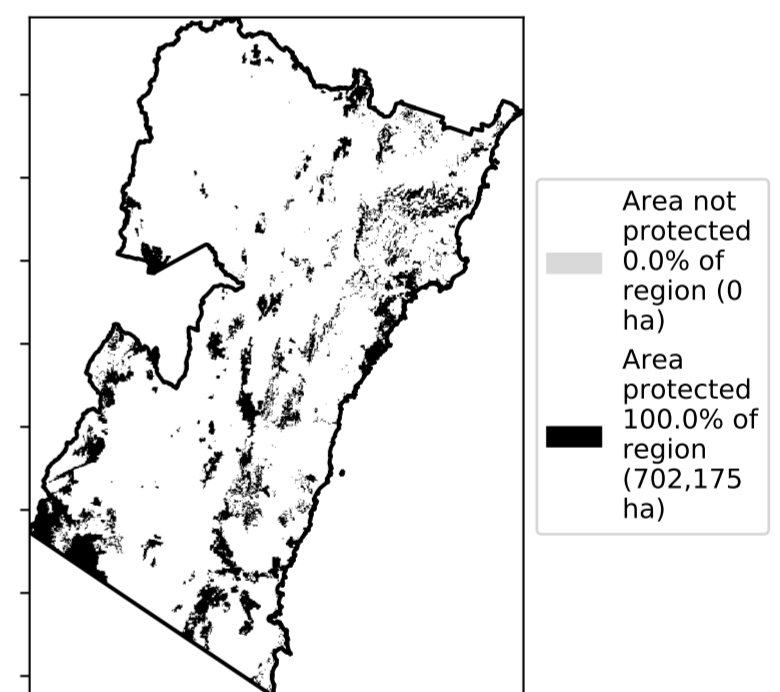 Area not
protected
0.0% of
region (0
ha)
Area
protected
100.0% of
region
(702,175
ha)